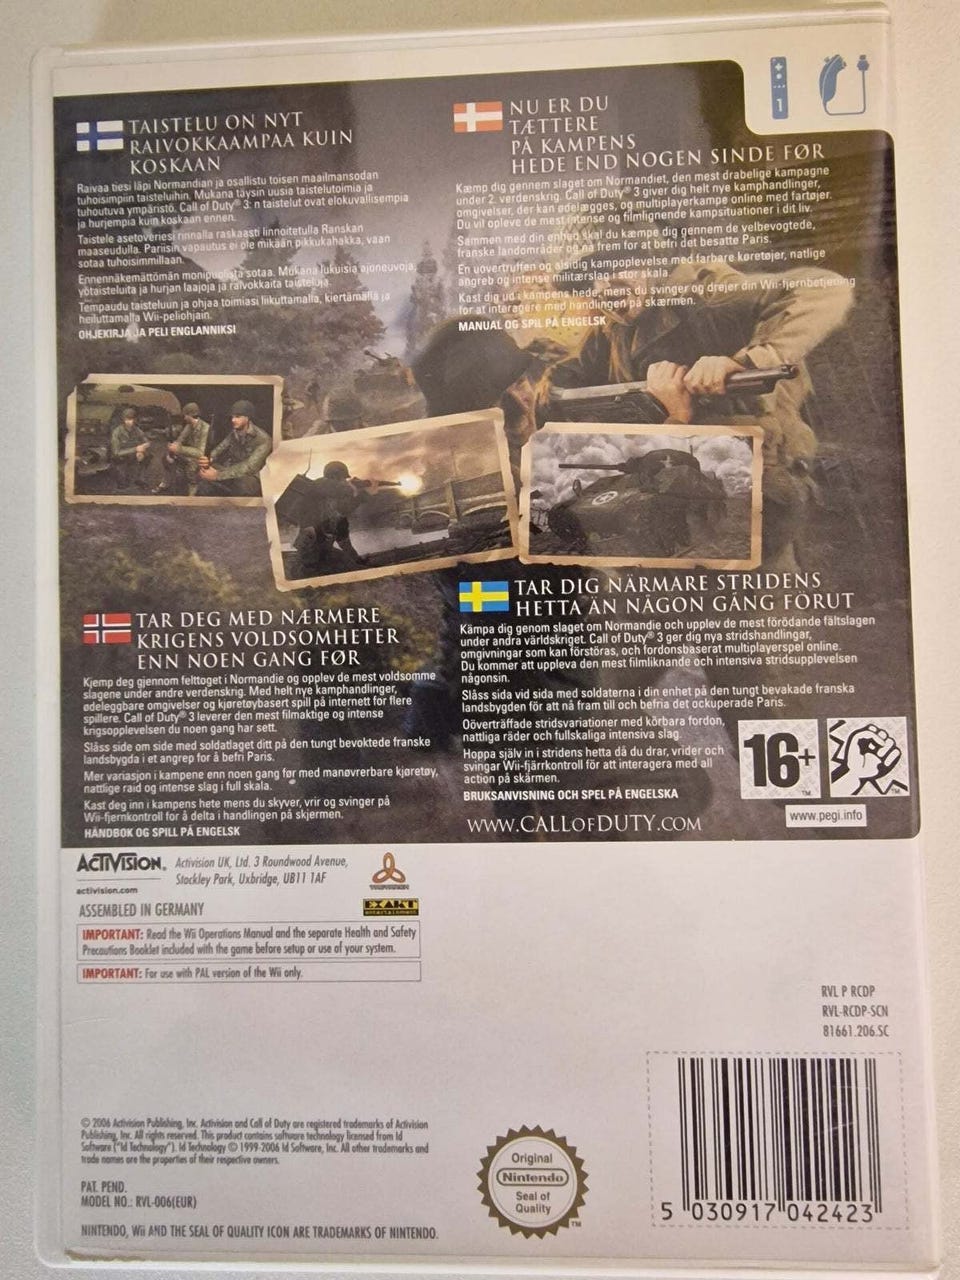 1
TAISTELU ON NYT
RAIVOKKAAMPAA KUIN
KOSKAAN
Raivaa tiesi läpi Normandian ja osallistu toisen maailmansodan
tuhoisimpiin taisteluihin. Mukana täysin uusia taistelutoimia ja
tuhoutuva ympäristö. Call of Duty® 3: n taistelut ovat elokuvallisempia
ja hurjempia kuin koskaan ennen.
Taistele asetoveriesi rinnalla raskaasti linnoitetulla Ranskan
maaseudulla. Pariisin vapautus ei ole mikään pikkukahakka, vaan
sotaa tuhoisimmillaan.
Ennennäkemättömän monipuolista sotaa. Mukana lukuisia ajoneuvoja,
yötaisteluita ja hurjan laajoja ja raivokkaita taisteluja.
Tempaudu taisteluun ja ohjaa toimiasi liikuttamalla, kiertämällä ja
heiluttamalla Wii-peliohjain.
OHJEKIRJA JA PELI ENGLANNIKSI
NU ER DU
TÆTTERE
PÅ KAMPENS
HEDE END NOGEN SINDE FØR
Kæmp dig gennem slaget om Normandiet, den mest drabelige kampagne
under 2. verdenskrig. Call of Duty® 3 giver dig helt nye kamphandlinger,
omgivelser, der kan ødelægges, og multiplayerkampe online med fartøjer.
Du vil opleve de mest intense og filmlignende kampsituationer i dit liv.
Sammen med din enhed skal du kæmpe dig gennem de velbevogtede,
franske landområder og nå frem for at befri det besatte Paris.
En uovertruffen og alsidig kampoplevelse med farbare køretøjer, natlige
angreb og intense militærslag i stor skala.
Kast dig ud i kampens hede, mens du svinger og drejer din Wii-fjernbetjening
for at interagere med handlingen på skærmen.
MANUAL OG SPIL PÅ ENGELSK
TAR DEG MED NÆRMERE
KRIGENS VOLDSOMHETER
ENN NOEN GANG FØR
Kjemp deg gjennom felttoget i Normandie og opplev de mest voldsomme
slagene under andre verdenskrig. Med helt nye kamphandlinger,
ødeleggbare omgivelser og kjøretøybasert spill på internett for flere
spillere. Call of Duty® 3 leverer den mest filmaktige og intense
krigsopplevelsen du noen gang har sett.
Slåss side om side med soldatlaget ditt på den tungt bevoktede franske
landsbygda i et angrep for å befri Paris.
Mer variasjon i kampene enn noen gang før med manøvrerbare kjøretøy,
nattlige raid og intense slag i full skala.
Kast deg inn i kampens hete mens du skyver, vrir og svinger på
Wii-fjernkontroll for å delta i handlingen på skjermen.
HÅNDBOK OG SPILL PÅ ENGELSK
TAR DIG NÄRMARE STRIDENS
HETTA ÄN NÅGON GÅNG FÖRUT
Kämpa dig genom slaget om Normandie och upplev de mest förödande fältslagen
under andra världskriget. Call of Duty® 3 ger dig nya stridshandlingar,
omgivningar som kan förstöras, och fordonsbaserat multiplayerspel online.
Du kommer att uppleva den mest filmliknande och intensiva stridsupplevelsen
någonsin.
Slåss sida vid sida med soldaterna i din enhet på den tungt bevakade franska
landsbygden för att nå fram till och befria det ockuperade Paris.
Oöverträffade stridsvariationer med körbara fordon,
nattliga räder och fullskaliga intensiva slag.
Hoppa själv in i stridens hetta då du drar, vrider och
svingar Wii-fjärrkontroll för att interagera med all
action på skärmen.
BRUKSANVISNING OCH SPEL PÅ ENGELSKA
WWW.CALLOFDUTY.COM
16+
™
™
www.pegi.info
ACTIVISION®
activision.com
Activision UK, Ltd. 3 Roundwood Avenue,
Stockley Park, Uxbridge, UB11 1AF
TREYARCH
EXAKT
entertainment
ASSEMBLED IN GERMANY
IMPORTANT: Read the Wii Operations Manual and the separate Health and Safety
Precautions Booklet included with the game before setup or use of your system.
IMPORTANT: For use with PAL version of the Wii only.
RVL P RCDP
RVL-RCDP-SCN
81661.206.SC
© 2006 Activision Publishing, Inc. Activision and Call of Duty are registered trademarks of Activision
Publishing, Inc. All rights reserved. This product contains software technology licensed from Id
Software ("Id Technology"). Id Technology © 1999-2006 Id Software, Inc. All other trademarks and
trade names are the properties of their respective owners.
PAT. PEND.
MODEL NO.: RVL-006(EUR)
NINTENDO, Wii AND THE SEAL OF QUALITY ICON ARE TRADEMARKS OF NINTENDO.
Original
Nintendo
Seal of
Quality
™
5 030917 042423